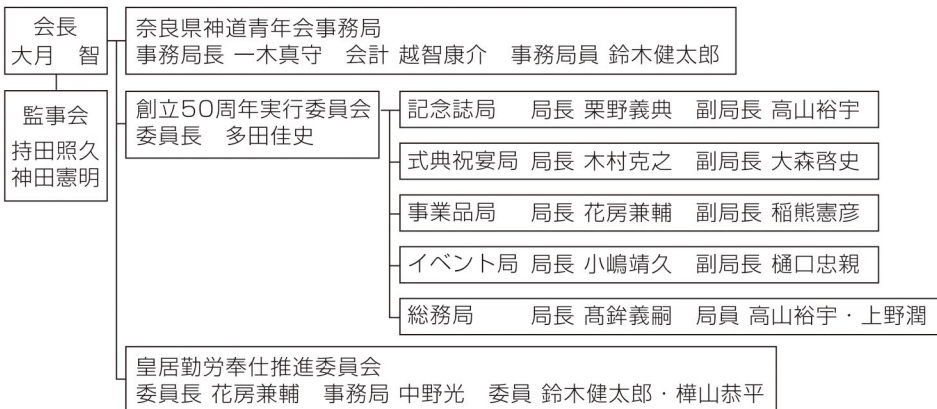 会長
大月　智
監事会
持田照久
神田憲明
奈良県神道青年会事務局
事務局長 一木真守　会計 越智康介　事務局員 鈴木健太郎
創立50周年実行委員会
委員長　多田佳史
記念誌局　局長 栗野義典　副局長 高山裕宇
式典祝宴局　局長 木村克之　副局長 大森啓史
事業品局　局長 花房兼輔　副局長 稲熊憲彦
イベント局　局長 小嶋靖久　副局長 樋口忠親
総務局　局長 髙鉾義嗣　局員 高山裕宇・上野潤
皇居勤労奉仕推進委員会
委員長 花房兼輔　事務局 中野光　委員 鈴木健太郎・樺山恭平